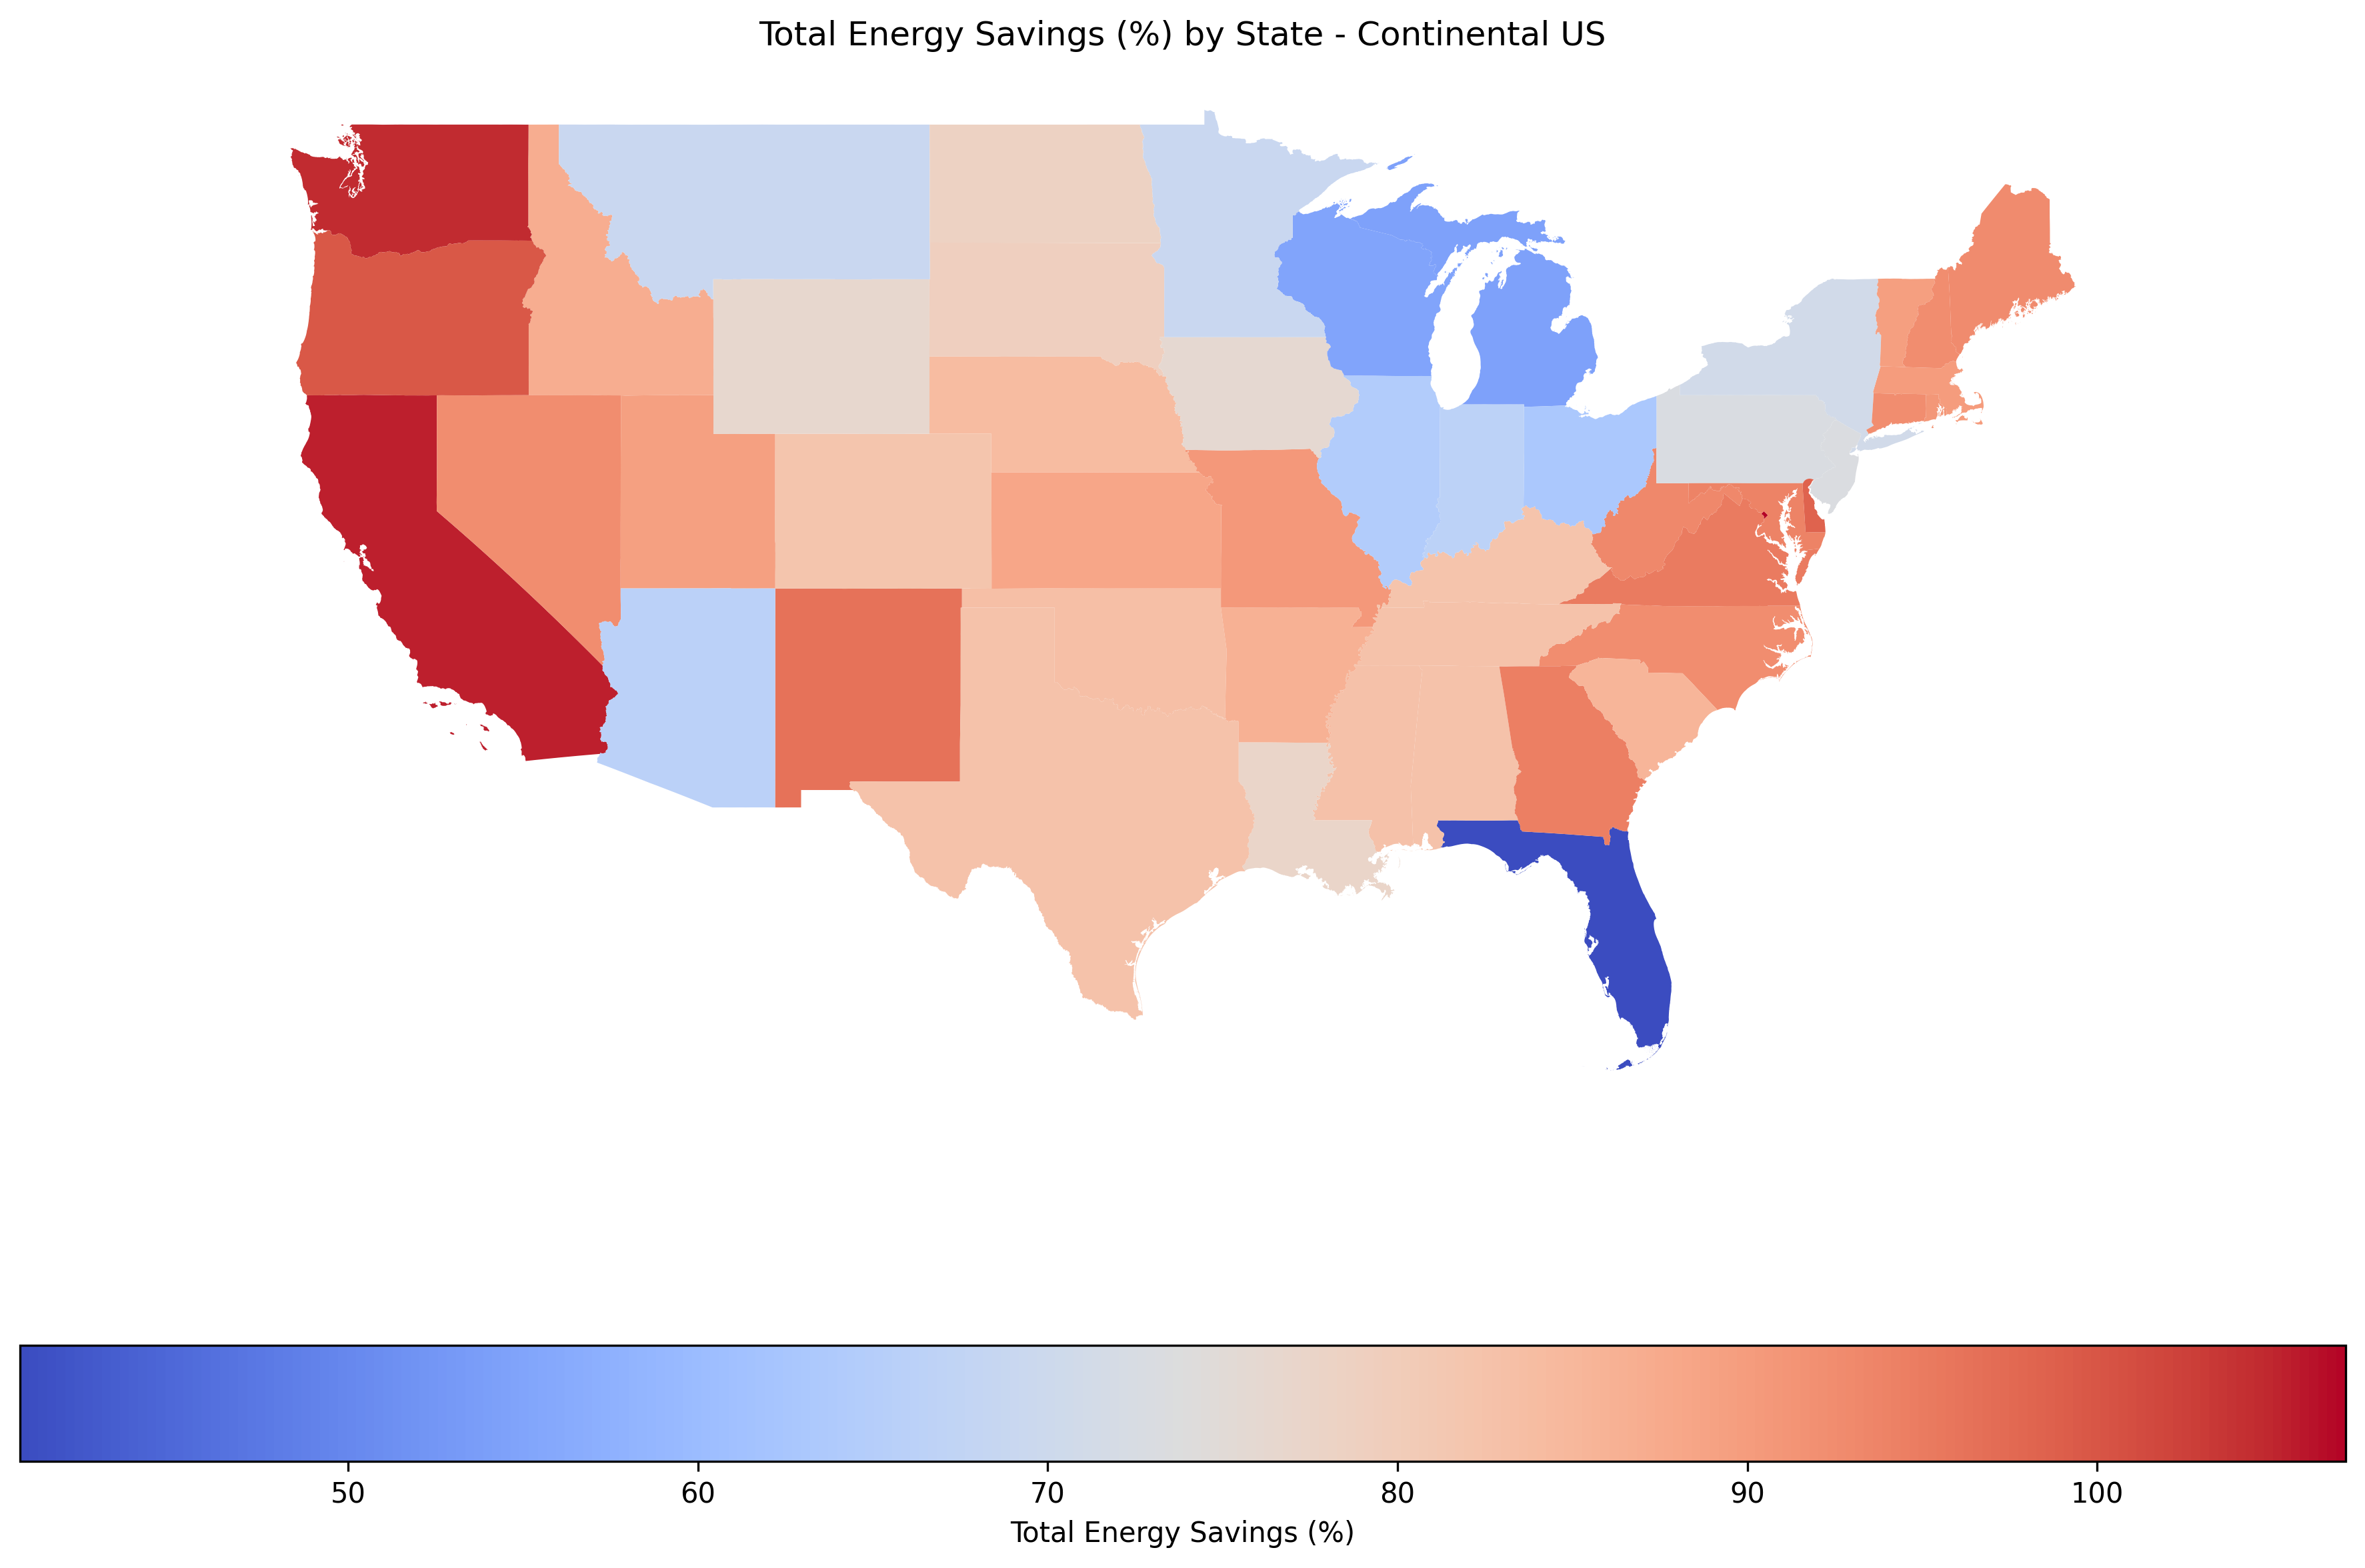 Total Energy Savings (%) by State - Continental US
50 60 70 80 90 100
Total Energy Savings (%)